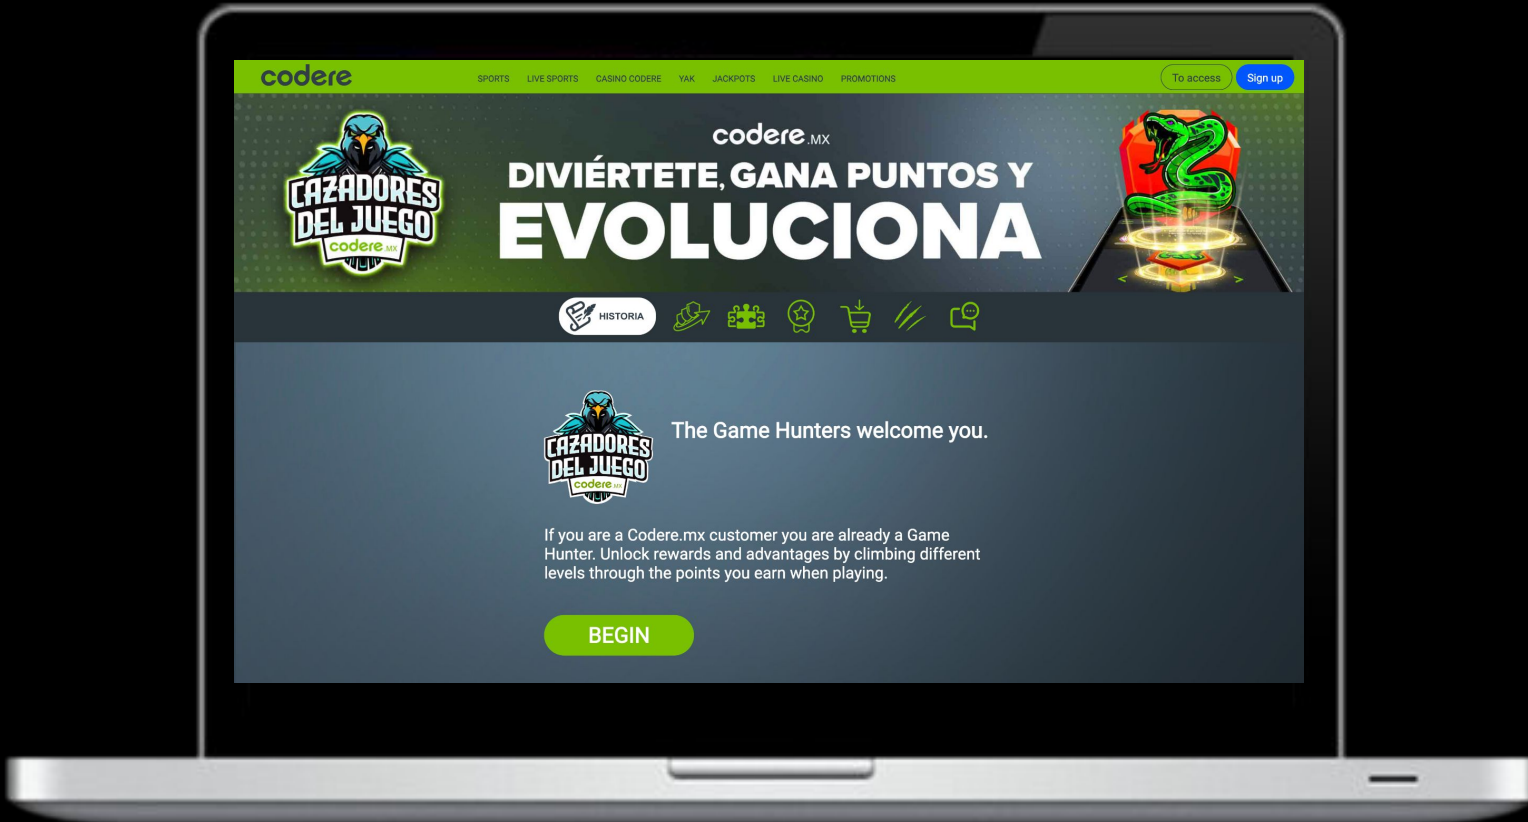 codere
SPORTS LIVE SPORTS CASINO CODERE YAK JACKPOTS LIVE CASINO PROMOTIONS
To access Sign up
CAZADORES
DEL JUEGO
codere.MX
codere.MX
DIVIÉRTETE, GANA PUNTOS Y
EVOLUCIONA
HISTORIA
CAZADORES
DEL JUEGO
codere.MX
The Game Hunters welcome you.
If you are a Codere.mx customer you are already a Game
Hunter. Unlock rewards and advantages by climbing different
levels through the points you earn when playing.
BEGIN